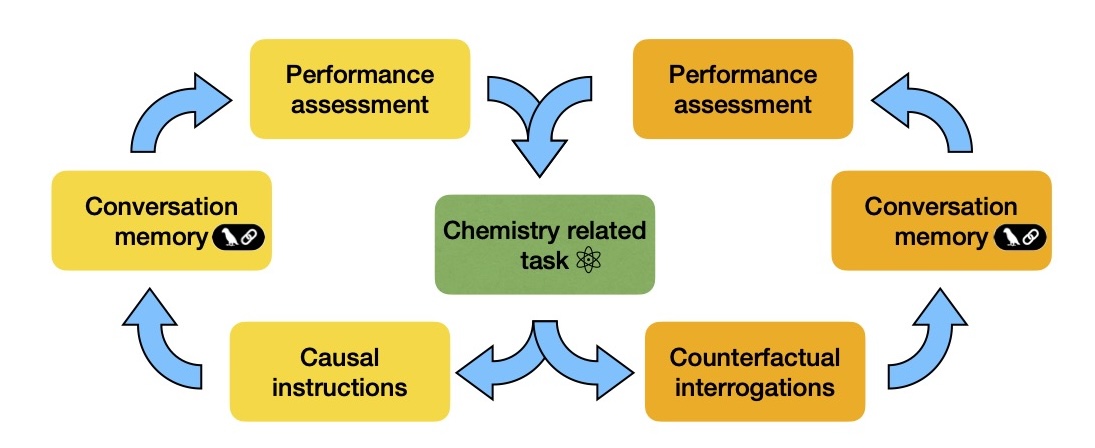 Performance
assessment
Performance
assessment
Conversation
memory
Chemistry related
task
Conversation
memory
Causal
instructions
Counterfactual
interrogations